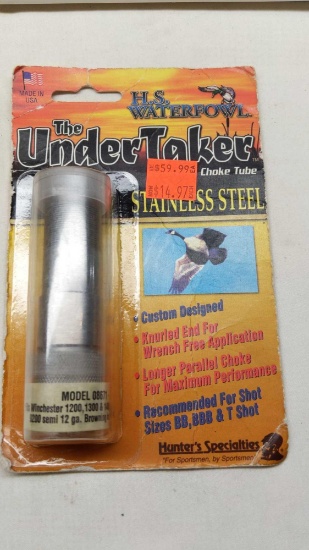 MADE IN
USA
H.S.
WATERFOWL
The
UnderTaker
Choke Tube
$59.99
$14.97
STAINLESS STEEL
• Custom Designed
• Knurled End For
Wrench Free Application
• Longer Parallel Choke
For Maximum Performance
• Recommended For Shot
Sizes BB, BBB & T Shot
MODEL
Winchester 1200, 1300 &
semi 12 ga. Browning
Hunter's Specialties
"For Sportsmen, by Sportsmen"